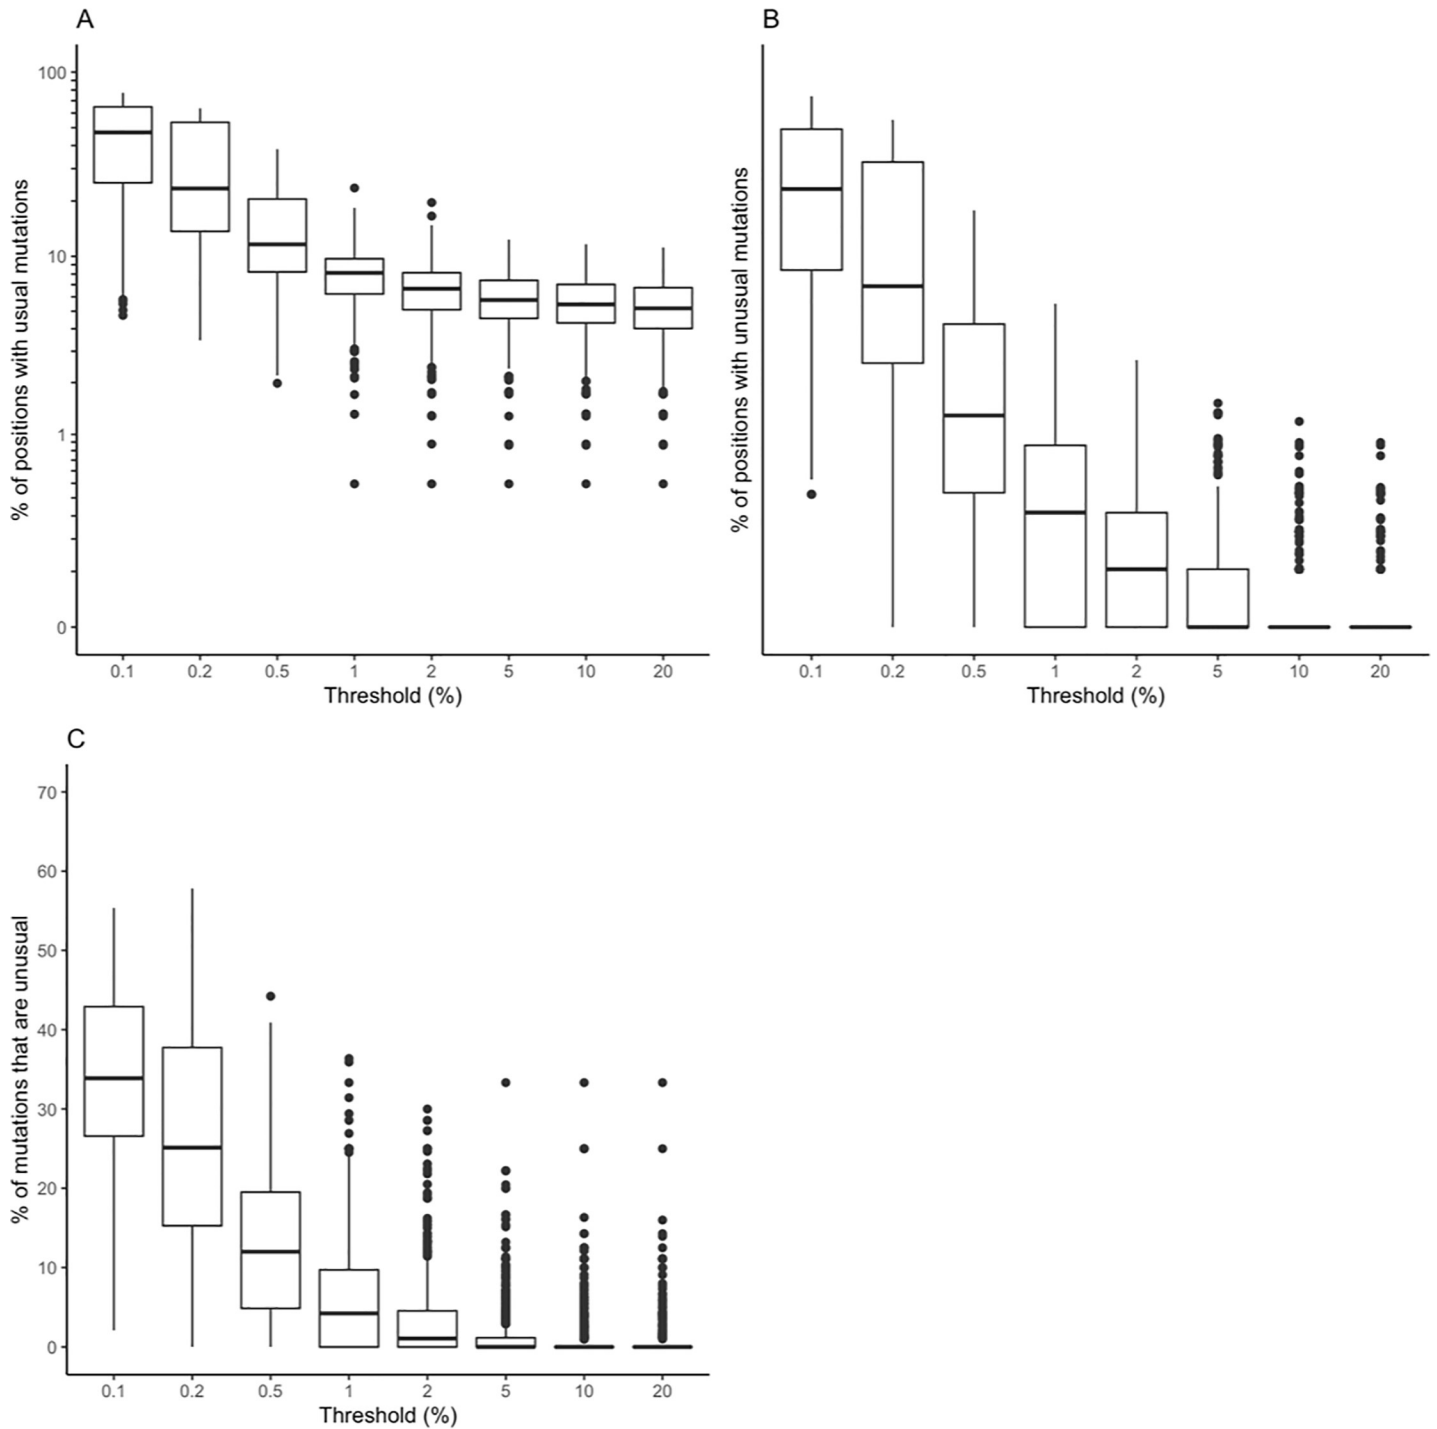 A
% of positions with usual mutations
100
10
1
0
0.1 0.2 0.5 1 2 5 10 20
Threshold (%)
B
% of positions with unusual mutations
0.1 0.2 0.5 1 2 5 10 20
Threshold (%)
C
% of mutations that are unusual
70
60
50
40
30
20
10
0
0.1 0.2 0.5 1 2 5 10 20
Threshold (%)